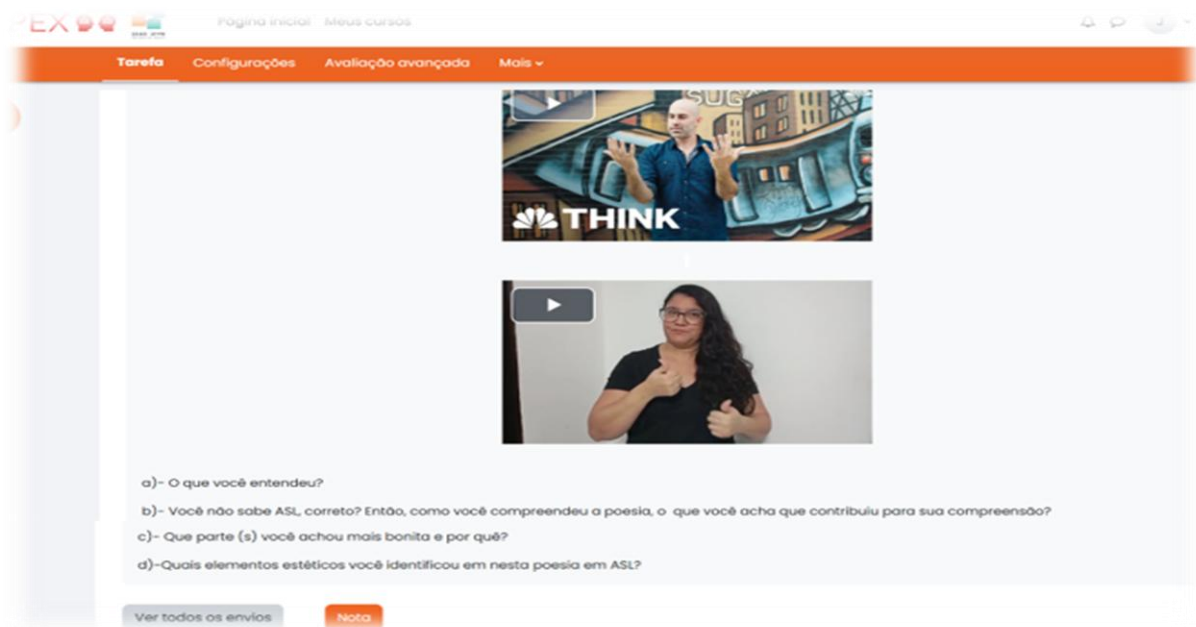 PEX
Página inicial Meus cursos
J
Tarefa Configurações Avaliação avançada Mais
SUGA
THINK
a)- O que você entendeu?
b)- Você não sabe ASL, correto? Então, como você compreendeu a poesia, o que você acha que contribuiu para sua compreensão?
c)- Que parte (s) você achou mais bonita e por quê?
d)-Quais elementos estéticos você identificou em nesta poesia em ASL?
Ver todos os envios Nota